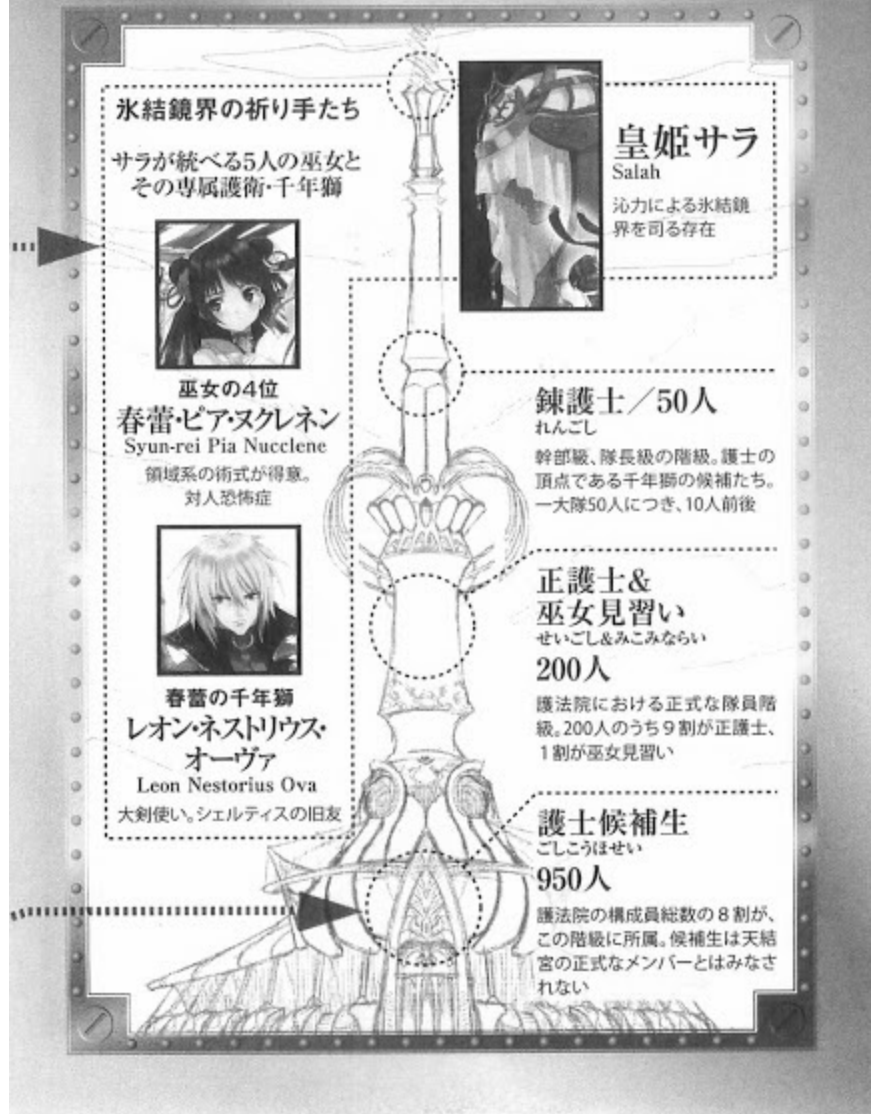 氷結鏡界の祈り手たち
サラが統べる5人の巫女と
その専属護衛・千年獅
巫女の4位
春蕾・ピア・ヌクレネン
Syun-rei Pia Nucclene
領域系の術式が得意。
対人恐怖症
春蕾の千年獅
レオン・ネストリウス・
オーヴァ
Leon Nestorius Ova
大剣使い。シェルティスの旧友
皇姫サラ
Salah
沁力による氷結鏡
界を司る存在
錬護士／50人
れんごし
幹部級、隊長級の階級。護士の
頂点である千年獅の候補たち。
一大隊50人につき、10人前後
正護士&
巫女見習い
せいごし&みこみならい
200人
護法院における正式な隊員階
級。200人のうち9割が正護士、
1割が巫女見習い
護士候補生
ごしこうほせい
950人
護法院の構成員総数の8割が、
この階級に所属。候補生は天結
宮の正式なメンバーとはみなさ
れない